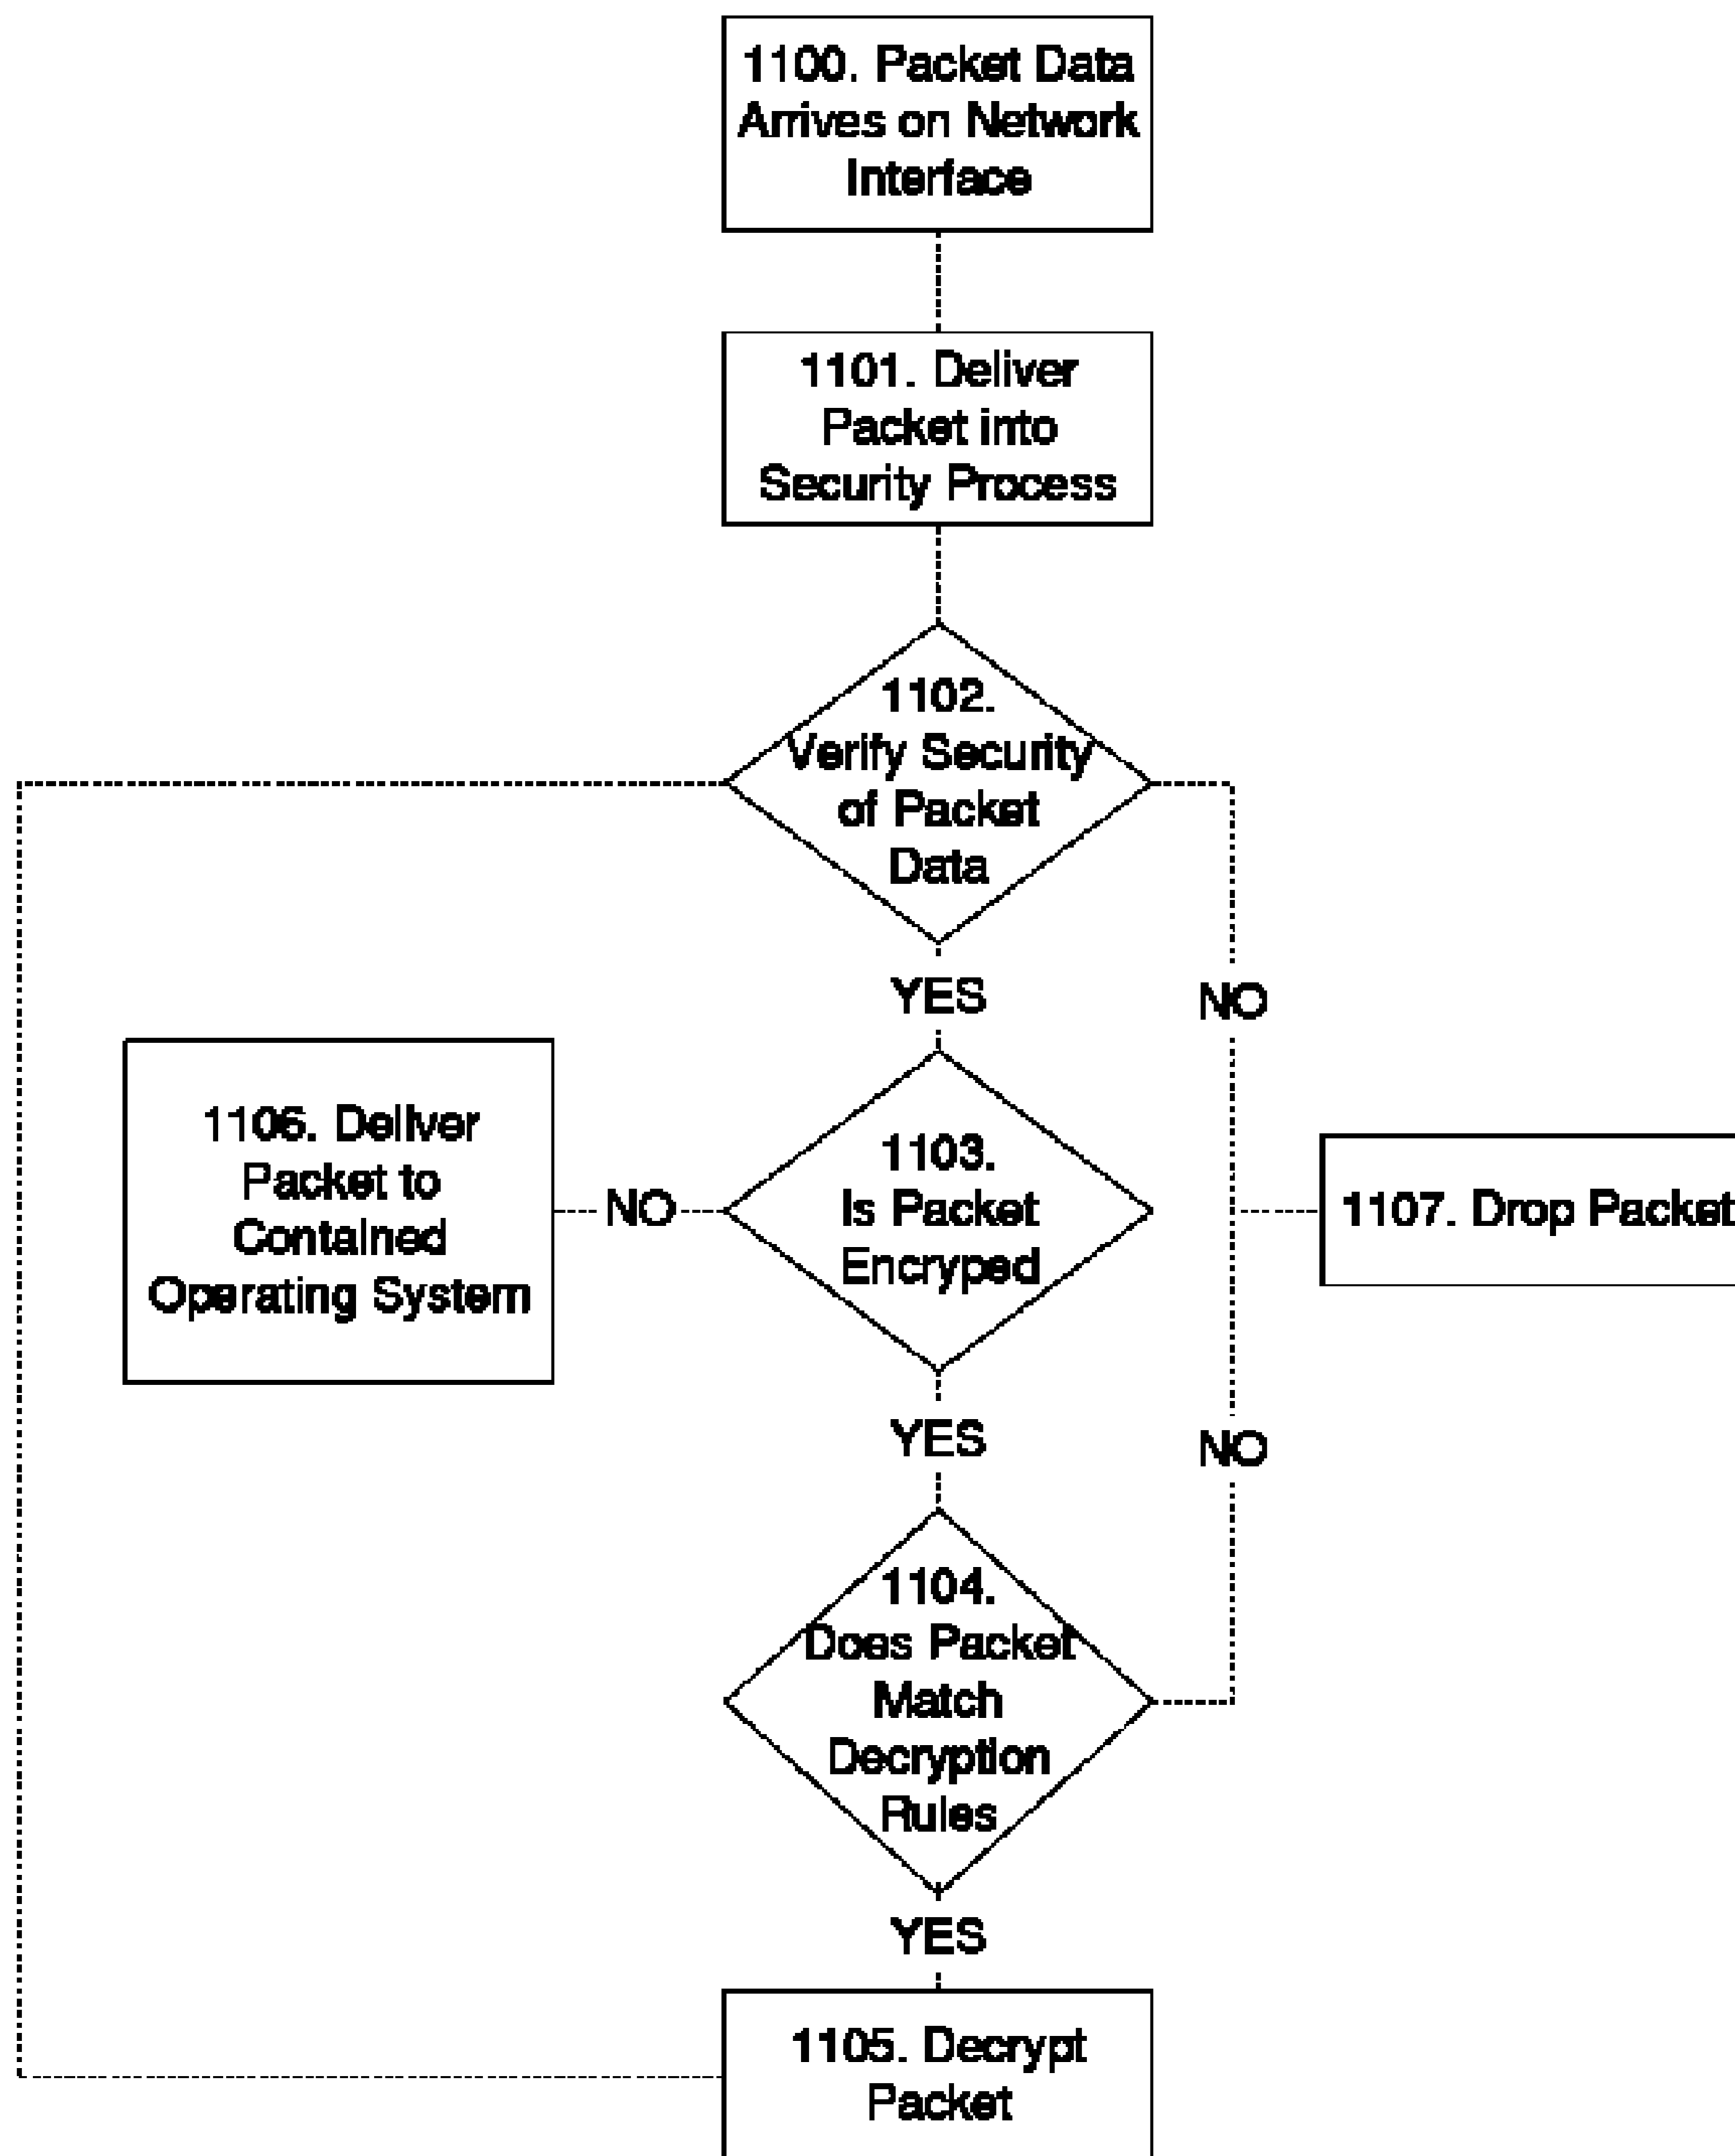 1100. Packet Data
Arrives on Network
Interface
1101. Deliver
Packet into
Security Process
1102.
Verify Security
of Packet
Data
YES
NO
1106. Deliver
Packet to
Contained
Operating System
NO
1103.
Is Packet
Encryped
1107. Drop Packet
YES
NO
1104.
Does Packet
Match
Decryption
Rules
YES
1105. Decrypt
Packet